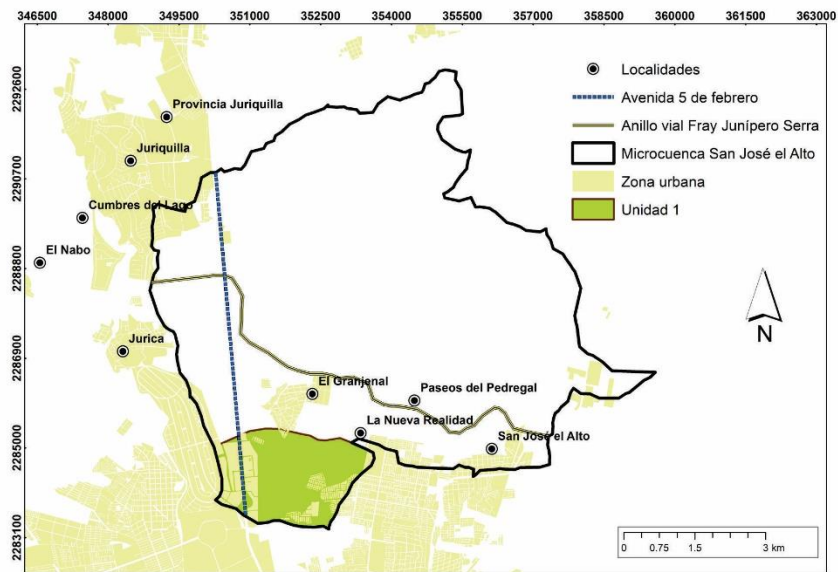 346500 348000 349500 351000 352500 354000 355500 357000 358500 360000 361500 363000
2292600
2290700
2288800
2286900
2285000
2283100
Provincia Juriquilla
Juriquilla
Cumbres del Lago
El Nabo
Jurica
El Granjenal
Paseos del Pedregal
La Nueva Realidad
San José el Alto
Localidades
Avenida 5 de febrero
Anillo vial Fray Junípero Serra
Microcuenca San José el Alto
Zona urbana
Unidad 1
N
0 0.75 1.5 3 km